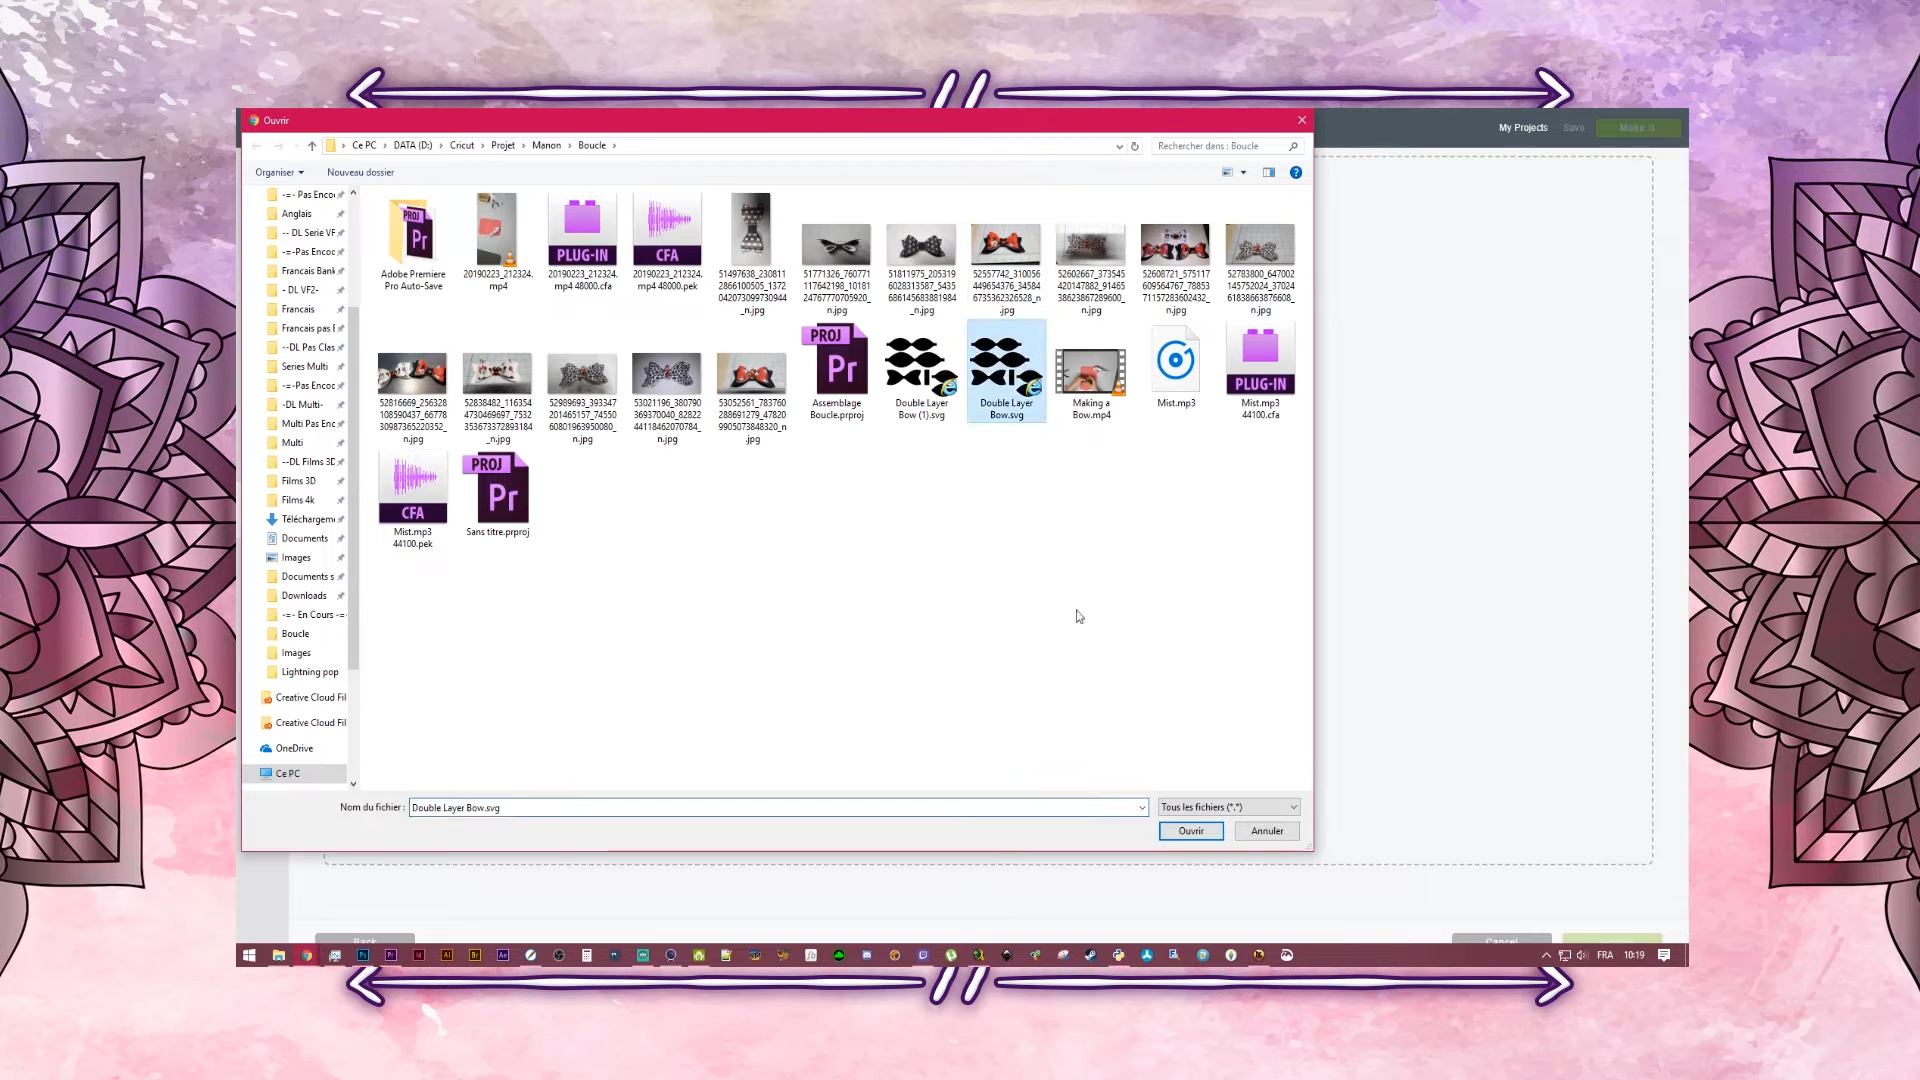 Ouvrir
My Projects Save Make It
Ce PC DATA (D:) Cricut Projet Manon Boucle
Rechercher dans : Boucle
Organiser Nouveau dossier
-=- Pas Enco
Anglais
-- DL Serie VF
-=-Pas Encoc
Francais Bank
- DL VF2-
Francais
Francais pas E
--DL Pas Clas
Series Multi
-=-Pas Encoc
-DL Multi-
Multi Pas Enc
Multi
--DL Films 3D
Films 3D
Films 4k
Téléchargem
Documents
Images
Documents s
Downloads
-=- En Cours -=-
Boucle
Images
Lightning pop
Creative Cloud Fil
Creative Cloud Fil
OneDrive
Ce PC
PROJ Pr
PLUG-IN
CFA
Adobe Premiere
Pro Auto-Save
20190223_212324.
mp4
20190223_212324.
mp4 48000.cfa
20190223_212324.
mp4 48000.pek
51497638_230811
2866100505_1372
042073099730944
_n.jpg
51771326_760771
117642198_10181
24767770705920_
n.jpg
51811975_205319
6028313587_5435
686145683881984
_n.jpg
52557742_310056
449654376_34584
6735362326528_n
.jpg
52602667_373545
420147882_91465
38623867289600_
n.jpg
52608721_575117
609564767_78853
71157283602432_
n.jpg
52783800_647002
145752024_37024
61838663876608_
n.jpg
52816669_256328
108590437_66778
30987365220352_
n.jpg
52838482_116354
4730469697_7532
353673372893184
_n.jpg
52989693_393347
201465157_74550
60801963950080_
n.jpg
53021196_380790
369370040_82822
44118462070784_
n.jpg
53052561_783760
288691279_47820
9905073848320_n
.jpg
PROJ Pr
Assemblage
Boucle.prproj
Double Layer
Bow (1).svg
Double Layer
Bow.svg
Making a
Bow.mp4
Mist.mp3
PLUG-IN
Mist.mp3
44100.cfa
CFA
Mist.mp3
44100.pek
PROJ Pr
Sans titre.prproj
Nom du fichier : Double Layer Bow.svg Tous les fichiers (*.*)
Ouvrir Annuler
Back Cancel
FRA 10:19